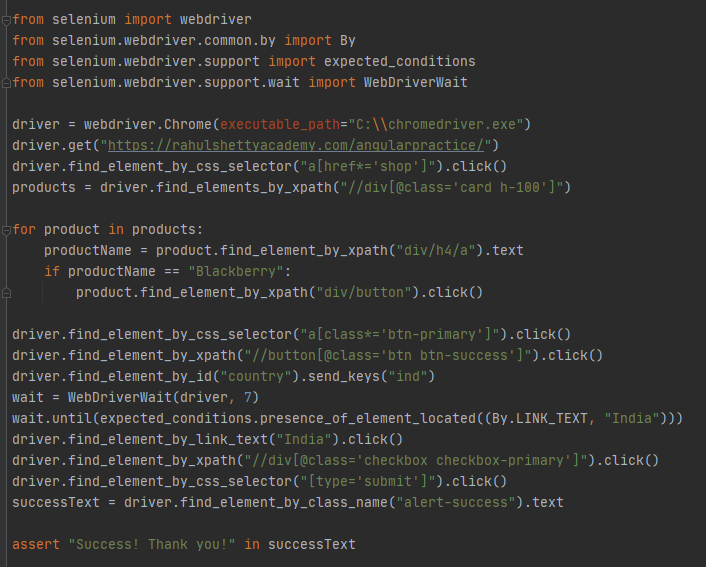 from selenium import webdriver
from selenium.webdriver.common.by import By
from selenium.webdriver.support import expected_conditions
from selenium.webdriver.support.wait import WebDriverWait

driver = webdriver.Chrome(executable_path="C:\\chromedriver.exe")
driver.get("https://rahulshettyacademy.com/angularpractice/")
driver.find_element_by_css_selector("a[href*='shop']").click()
products = driver.find_elements_by_xpath("//div[@class='card h-100']")

for product in products:
    productName = product.find_element_by_xpath("div/h4/a").text
    if productName == "Blackberry":
        product.find_element_by_xpath("div/button").click()

driver.find_element_by_css_selector("a[class*='btn-primary']").click()
driver.find_element_by_xpath("//button[@class='btn btn-success']").click()
driver.find_element_by_id("country").send_keys("ind")
wait = WebDriverWait(driver, 7)
wait.until(expected_conditions.presence_of_element_located((By.LINK_TEXT, "India")))
driver.find_element_by_link_text("India").click()
driver.find_element_by_xpath("//div[@class='checkbox checkbox-primary']").click()
driver.find_element_by_css_selector("[type='submit']").click()
successText = driver.find_element_by_class_name("alert-success").text

assert "Success! Thank you!" in successText